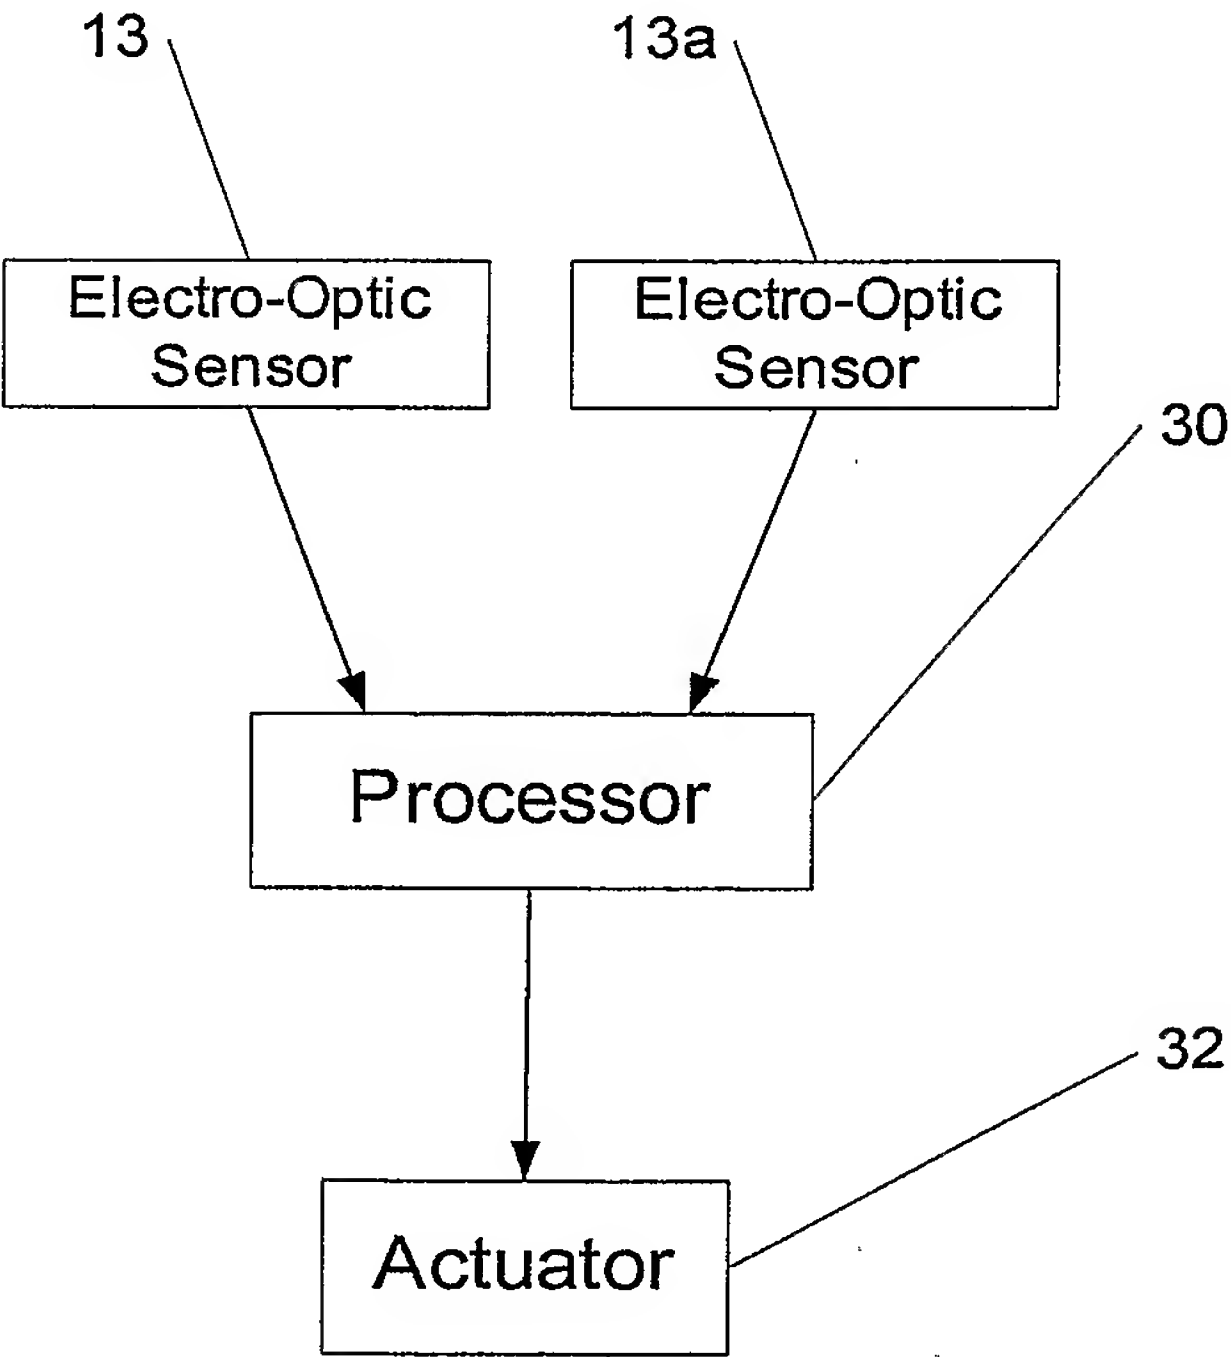 13
13a
Electro-Optic
Sensor
Electro-Optic
Sensor
30
Processor
32
Actuator